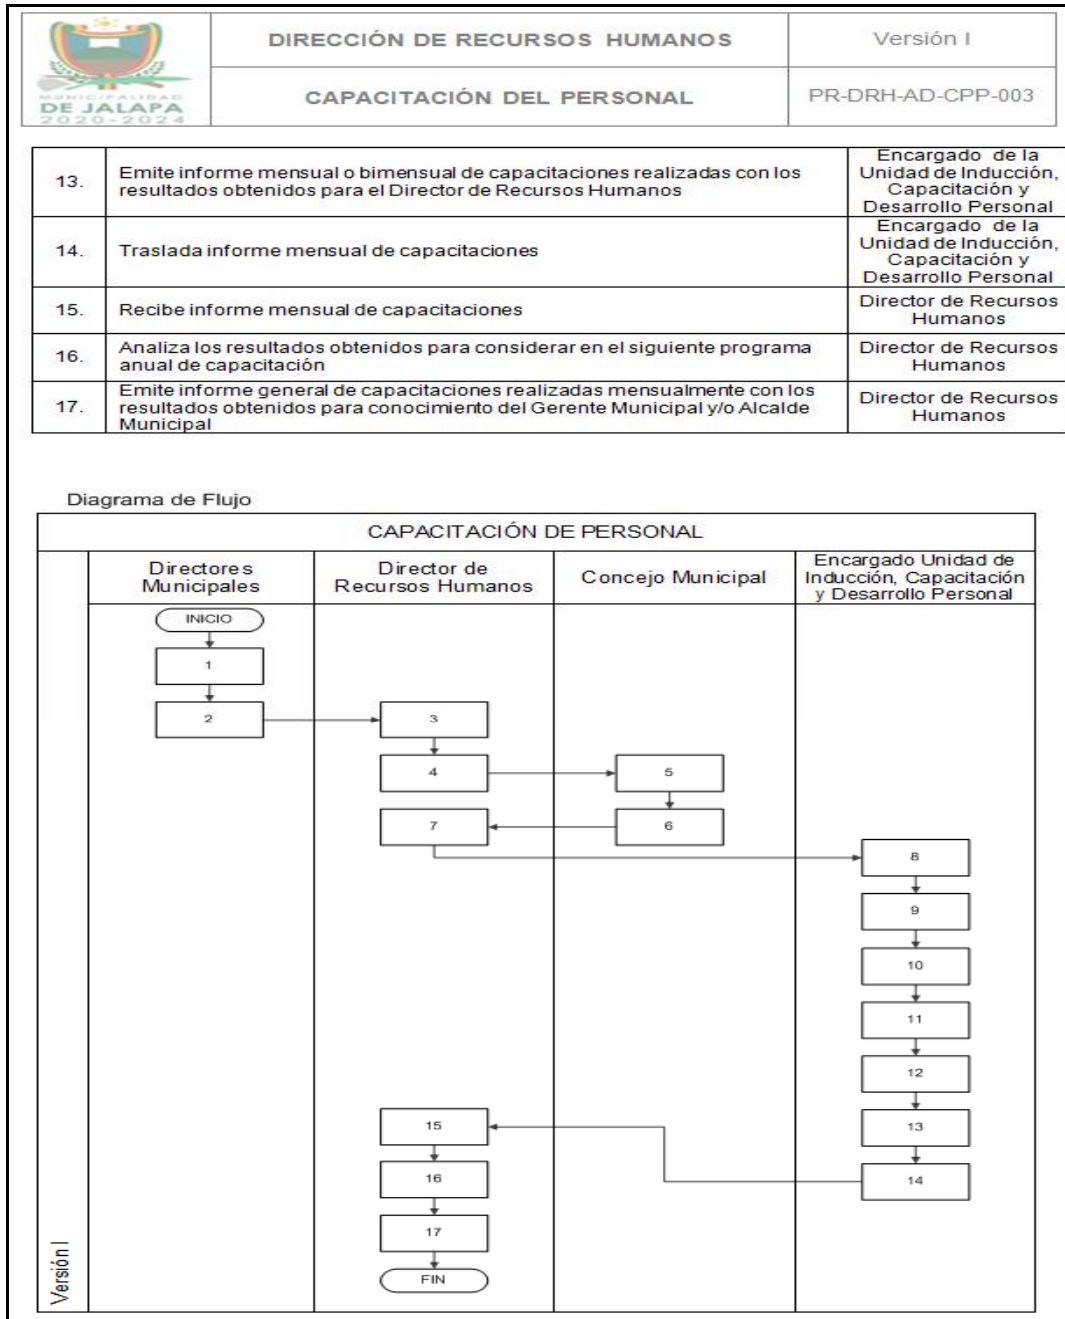 MUNICIPALIDAD
DE JALAPA
2020-2024
DIRECCIÓN DE RECURSOS HUMANOS
Versión I
CAPACITACIÓN DEL PERSONAL
PR-DRH-AD-CPP-003
13.
Emite informe mensual o bimensual de capacitaciones realizadas con los
resultados obtenidos para el Director de Recursos Humanos
Encargado de la
Unidad de Inducción,
Capacitación y
Desarrollo Personal
14.
Traslada informe mensual de capacitaciones
Encargado de la
Unidad de Inducción,
Capacitación y
Desarrollo Personal
15.
Recibe informe mensual de capacitaciones
Director de Recursos
Humanos
16.
Analiza los resultados obtenidos para considerar en el siguiente programa
anual de capacitación
Director de Recursos
Humanos
17.
Emite informe general de capacitaciones realizadas mensualmente con los
resultados obtenidos para conocimiento del Gerente Municipal y/o Alcalde
Municipal
Director de Recursos
Humanos
Diagrama de Flujo
CAPACITACIÓN DE PERSONAL
Directores
Municipales
Director de
Recursos Humanos
Concejo Municipal
Encargado Unidad de
Inducción, Capacitación
y Desarrollo Personal
INICIO
1
2
3
4
5
7
6
8
9
10
11
12
15
13
16
14
17
FIN
Versión I